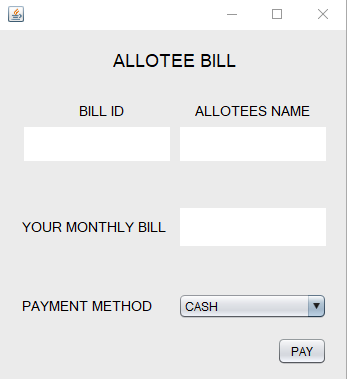 ALLOTEE BILL
BILL ID
ALLOTEES NAME
YOUR MONTHLY BILL
PAYMENT METHOD
CASH
PAY